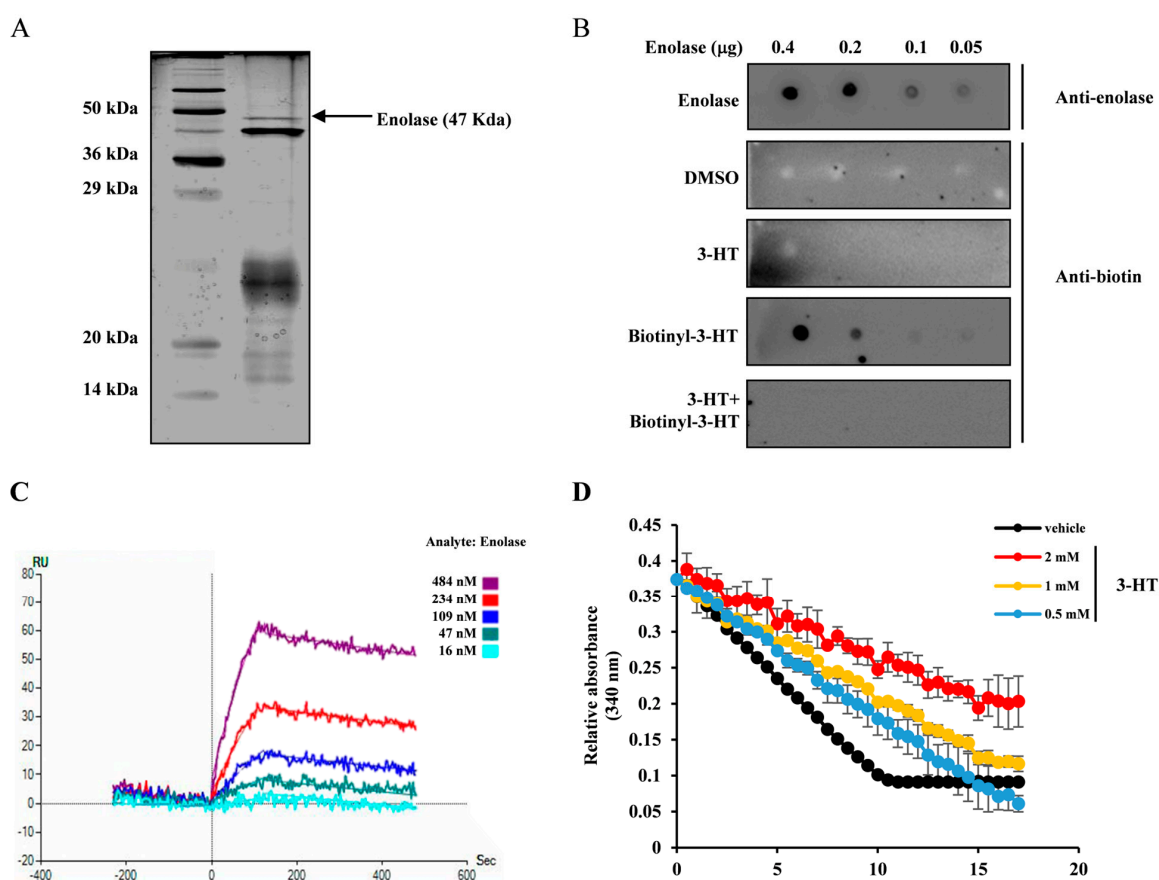 A
50 kDa
36 kDa
29 kDa
20 kDa
14 kDa
Enolase (47 Kda)
B
Enolase (µg) 0.4 0.2 0.1 0.05
Enolase
DMSO
3-HT
Biotinyl-3-HT
3-HT+
Biotinyl-3-HT
Anti-enolase
Anti-biotin
C
Analyte: Enolase
484 nM
234 nM
109 nM
47 nM
16 nM
RU
80
70
60
50
40
30
20
10
0
-10
-20
-400 -200 0 200 400 600
Sec
D
Relative absorbance
(340 nm)
0.45
0.4
0.35
0.3
0.25
0.2
0.15
0.1
0.05
0
0 5 10 15 20
vehicle
2 mM
1 mM
0.5 mM
3-HT